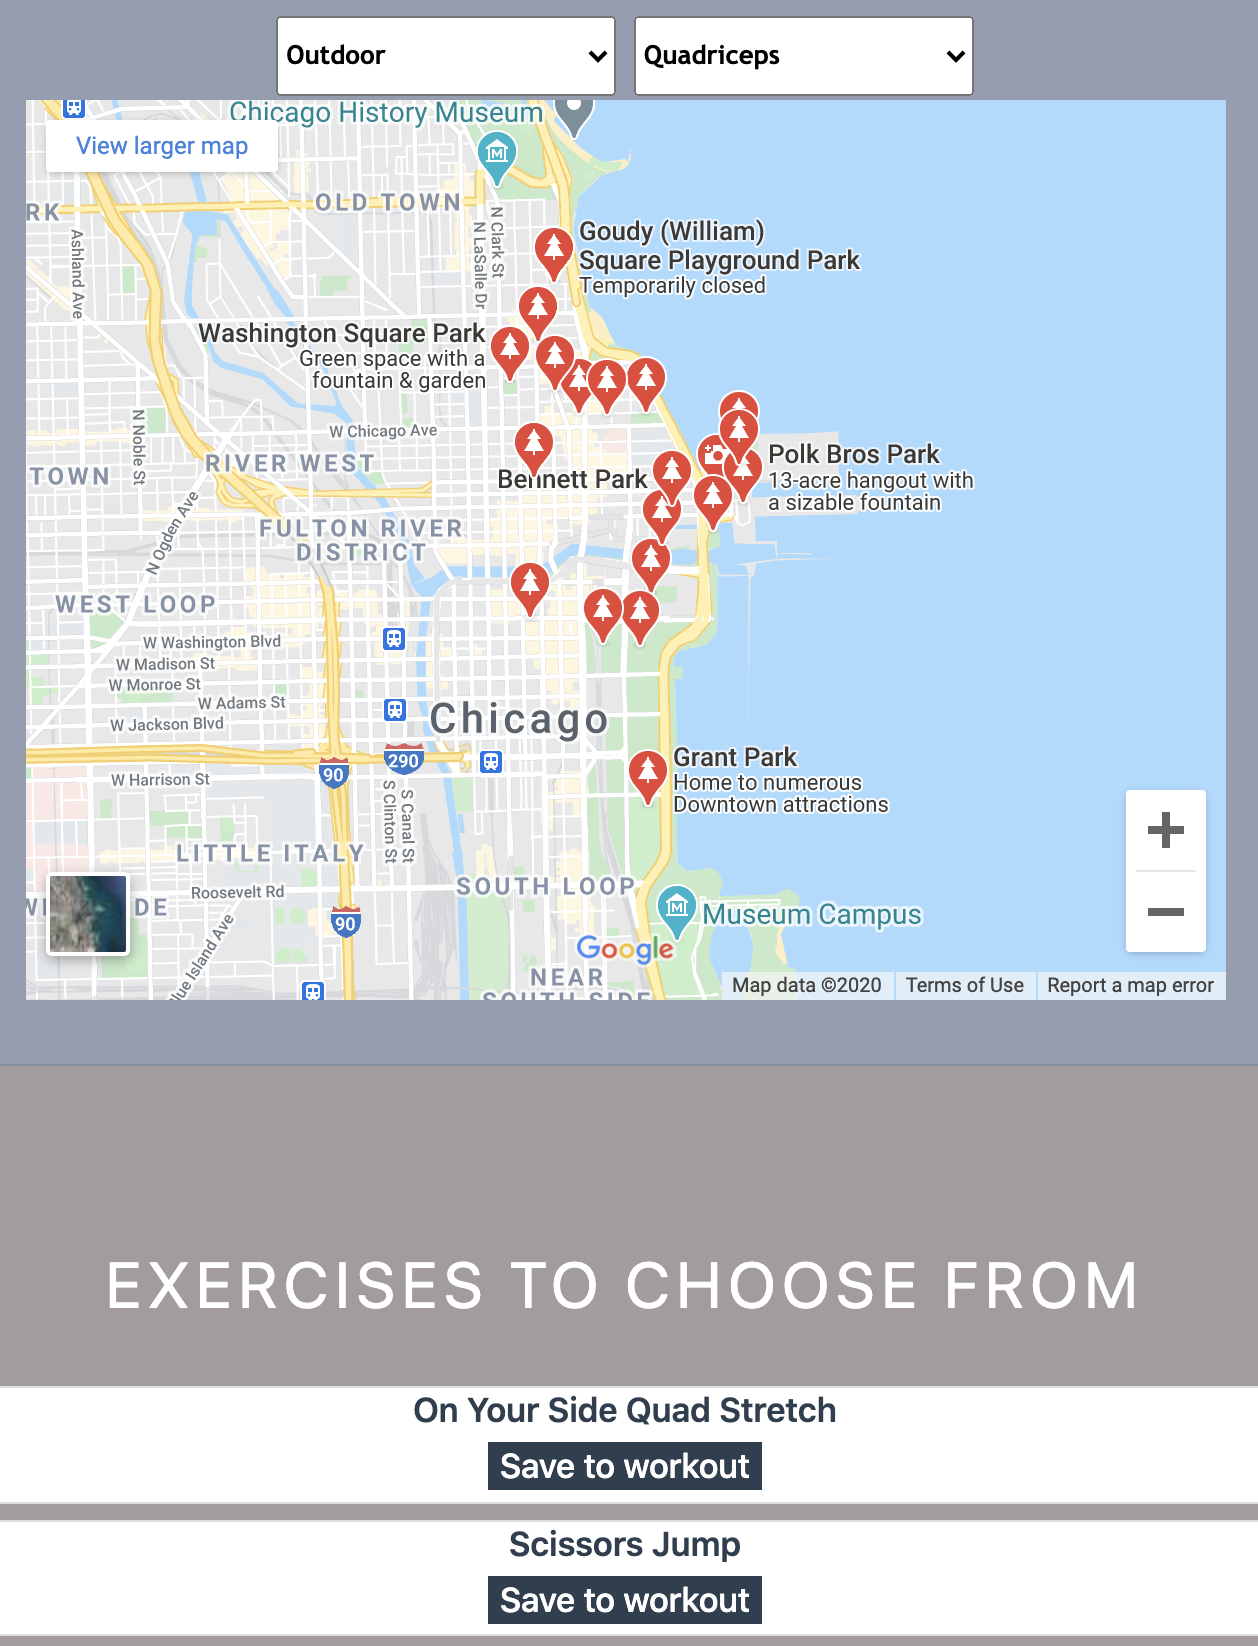 Outdoor
Quadriceps
Chicago History Museum
View larger map
OLD TOWN
RK
N Clark St
N LaSalle Dr
Ashland Ave
Goudy (William)
Square Playground Park
Temporarily closed
Washington Square Park
Green space with a
fountain & garden
N Noble St
W Chicago Ave
RIVER WEST
TOWN
Bennett Park
Polk Bros Park
13-acre hangout with
a sizable fountain
N Ogden Ave
FULTON RIVER
DISTRICT
WEST LOOP
W Washington Blvd
W Madison St
W Monroe St
W Adams St
W Jackson Blvd
Chicago
290
90
W Harrison St
Grant Park
Home to numerous
Downtown attractions
S Canal St
S Clinton St
LITTLE ITALY
Roosevelt Rd
SOUTH LOOP
DE
90
Museum Campus
Blue Island Ave
Google
NEAR
SOUTH SIDE
Map data ©2020
Terms of Use
Report a map error
EXERCISES TO CHOOSE FROM
On Your Side Quad Stretch
Save to workout
Scissors Jump
Save to workout